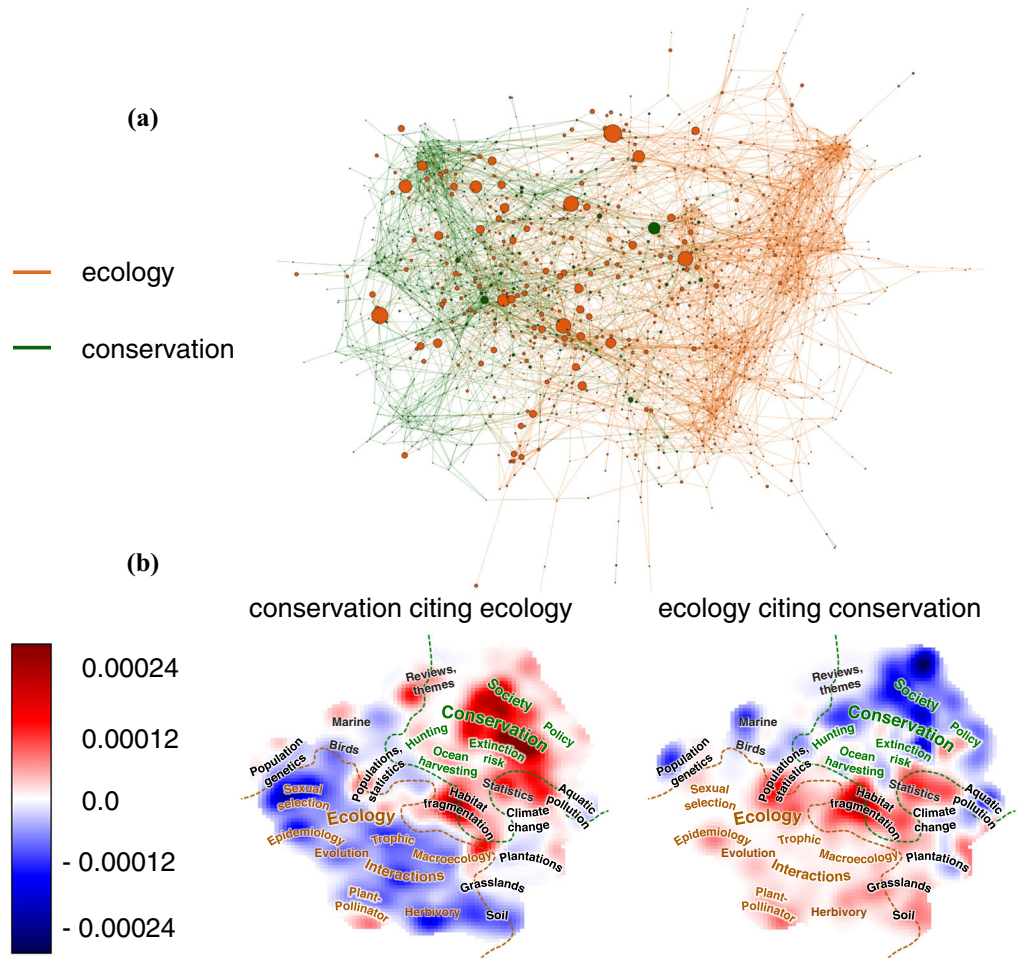 (a)
ecology
conservation
(b)
conservation citing ecology
ecology citing conservation
0.00024
0.00012
0.0
- 0.00012
- 0.00024
Reviews,
themes
Society
Marine
Conservation
Policy
Birds
Hunting
Population
genetics
Populations,
statistics
Ocean
harvesting
Extinction
risk
Sexual
selection
Habitat
fragmentation
Statistics
Aquatic
pollution
Ecology
Climate
change
Epidemiology
Trophic
Evolution
Macroecology
Plantations
Interactions
Grasslands
Plant-
Pollinator
Herbivory
Soil
Reviews,
themes
Society
Marine
Conservation
Policy
Birds
Hunting
Population
genetics
Populations,
statistics
Ocean
harvesting
Extinction
risk
Sexual
selection
Habitat
fragmentation
Statistics
Aquatic
pollution
Ecology
Climate
change
Epidemiology
Trophic
Evolution
Macroecology
Plantations
Interactions
Grasslands
Plant-
Pollinator
Herbivory
Soil